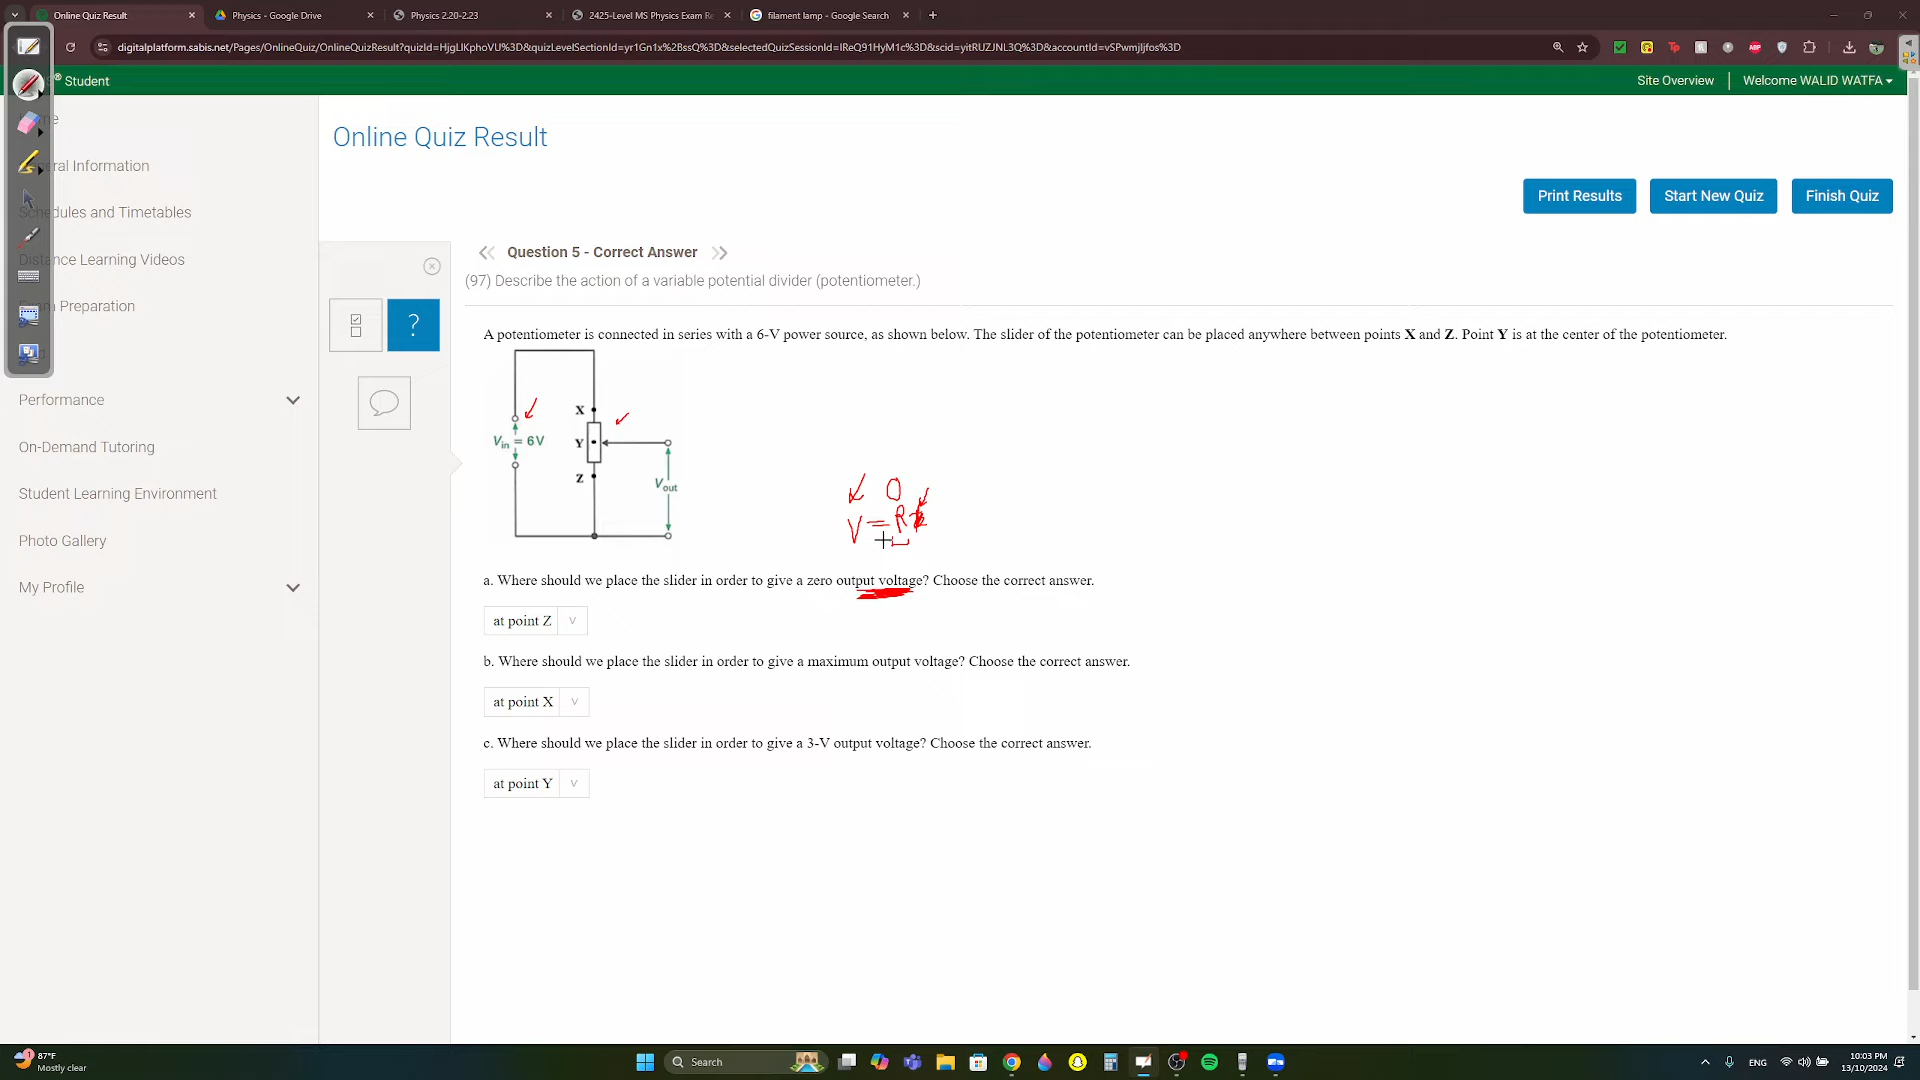 Online Quiz Result
Physics - Google Drive
Physics 2.20-2.23
2425-Level MS Physics Exam Re
filament lamp - Google Search
digitalplatform.sabis.net/Pages/OnlineQuiz/OnlineQuizResult?quizId=HjgLlKphoVU%3D&quizLevelSectionId=yr1Gn1x%2BssQ%3D&selectedQuizSessionId=IReQ91HyM1c%3D&scid=yitRUZJNL3Q%3D&accountId=vSPwmjljfos%3D
® Student
Site Overview
Welcome WALID WATFA
General Information
Schedules and Timetables
Distance Learning Videos
Exam Preparation
Performance
On-Demand Tutoring
Student Learning Environment
Photo Gallery
My Profile
Online Quiz Result
Print Results
Start New Quiz
Finish Quiz
Question 5 - Correct Answer
(97) Describe the action of a variable potential divider (potentiometer.)
?
A potentiometer is connected in series with a 6-V power source, as shown below. The slider of the potentiometer can be placed anywhere between points X and Z. Point Y is at the center of the potentiometer.
X
Vin = 6V
Y
Z
Vout
0
V = R
a. Where should we place the slider in order to give a zero output voltage? Choose the correct answer.
at point Z
b. Where should we place the slider in order to give a maximum output voltage? Choose the correct answer.
at point X
c. Where should we place the slider in order to give a 3-V output voltage? Choose the correct answer.
at point Y
87°F
Mostly clear
Search
ENG
10:03 PM
13/10/2024